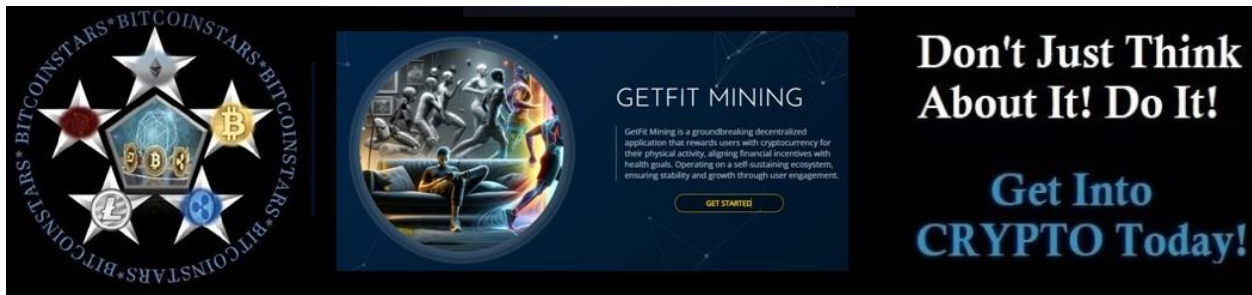 BITCOINSTARS*BITCOINSTARS*BITCOINSTARS*BITCOINSTARS*BITCOINSTARS*
GETFIT MINING
GetFit Mining is a groundbreaking decentralized
application that rewards users with cryptocurrency for
their physical activity, aligning financial incentives with
health goals. Operating on a self-sustaining ecosystem,
ensuring stability and growth through user engagement.
GET STARTED
Don't Just Think
About It! Do It!
Get Into
CRYPTO Today!